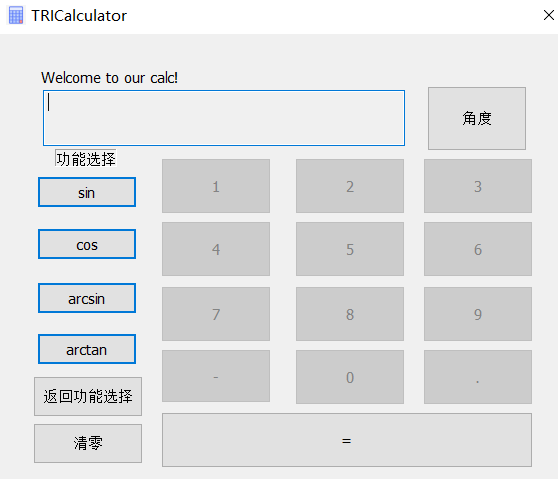 TRICalculator
Welcome to our calc!
角度
功能选择
sin
1
2
3
cos
4
5
6
arcsin
7
8
9
arctan
-
0
.
返回功能选择
清零
=